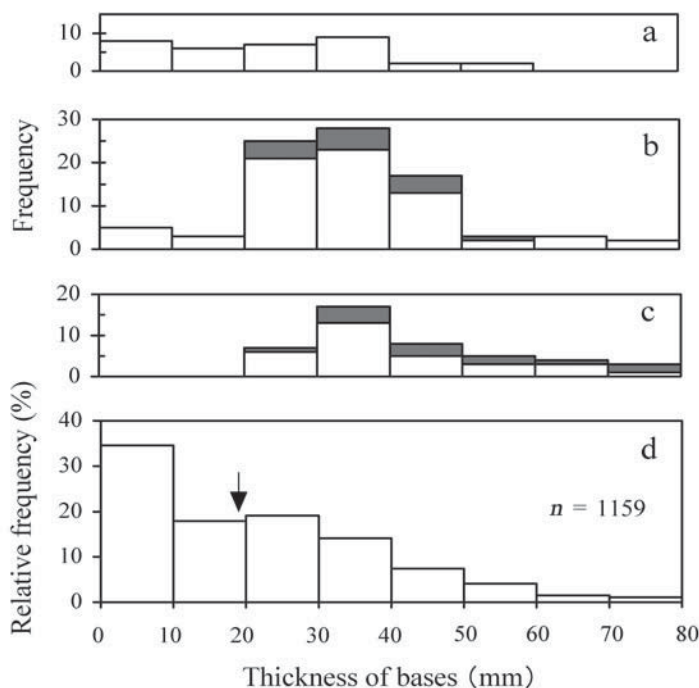 10
0
a
30
20
10
0
b
Frequency
20
10
0
c
40
30
20
10
0
d
n = 1159
Relative frequency (%)
0 10 20 30 40 50 60 70 80
Thickness of bases (mm)